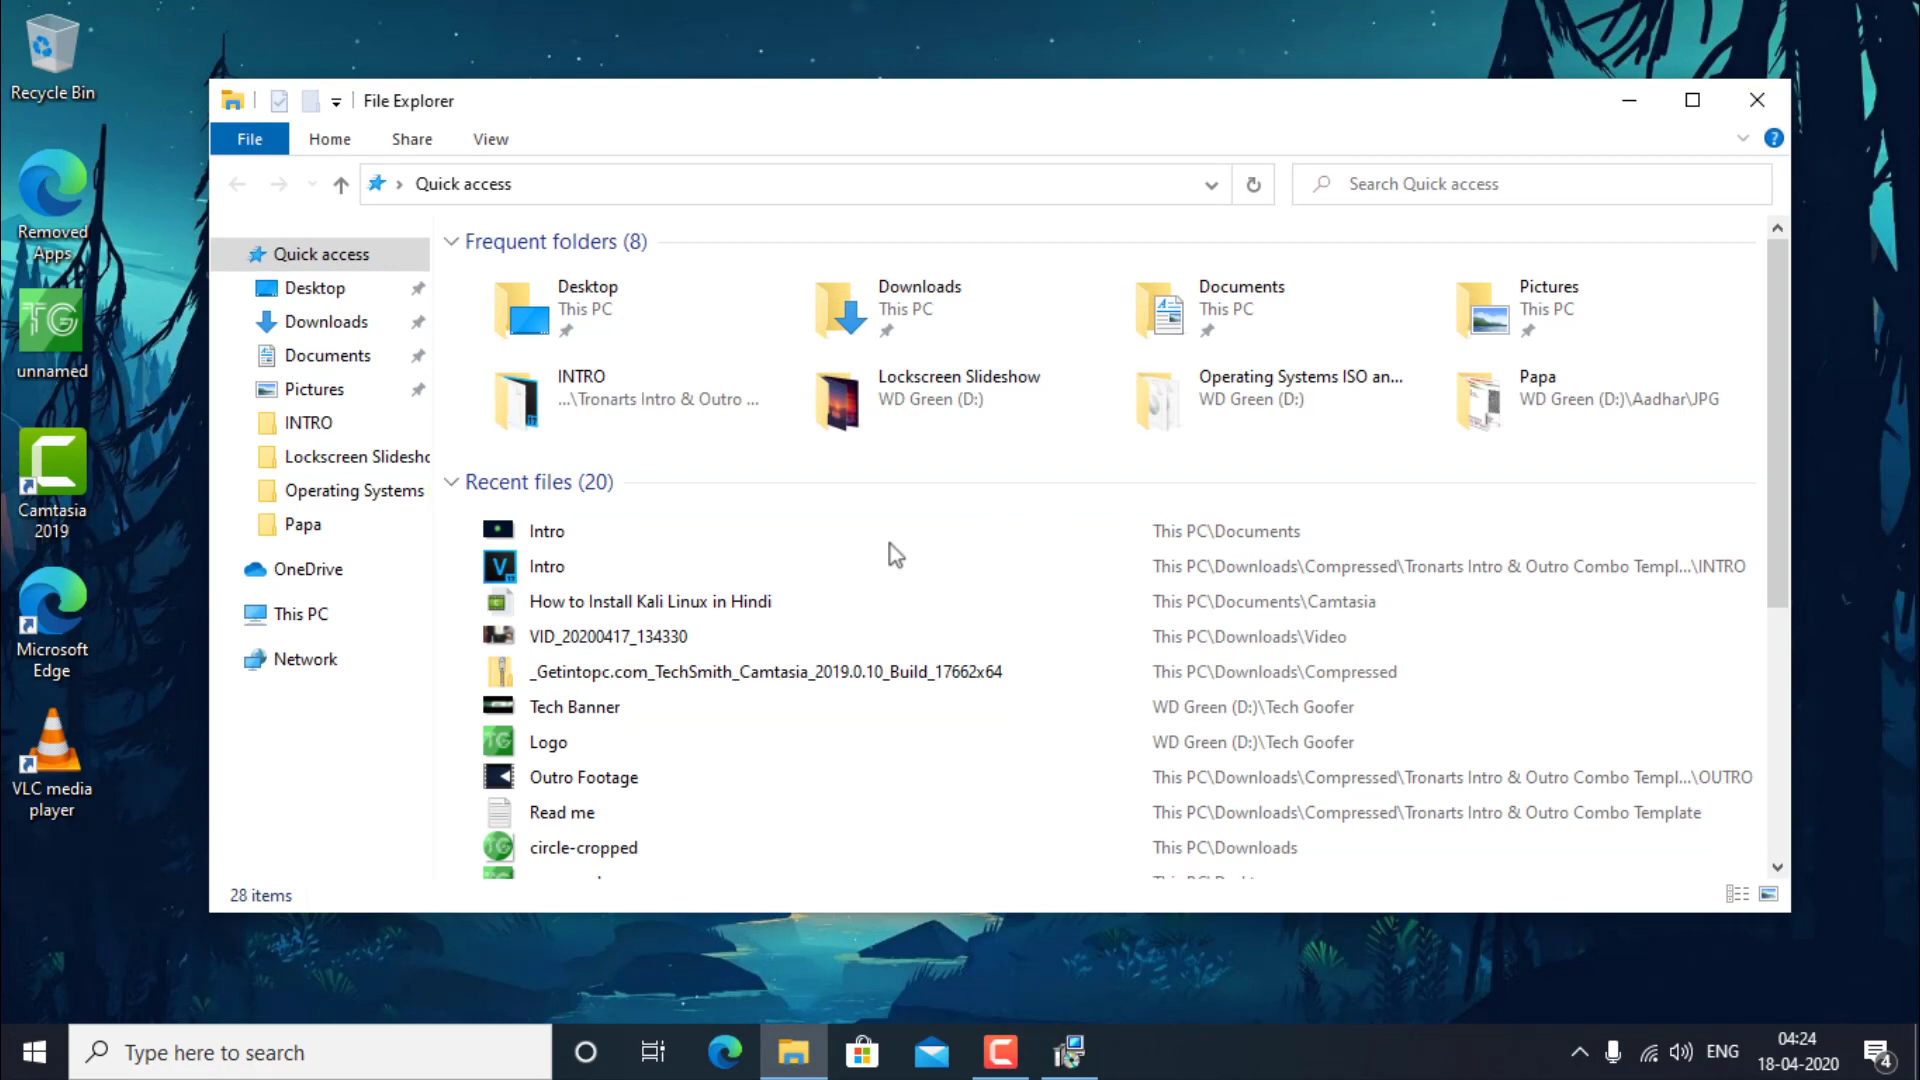 Recycle Bin
Removed
Apps
TG
unnamed
Camtasia
2019
Microsoft
Edge
VLC media
player
File Explorer
File
Home
Share
View
Quick access
Search Quick access
Quick access
Desktop
Downloads
Documents
Pictures
INTRO
Lockscreen Slidesho
Operating Systems
Papa
OneDrive
This PC
Network
Frequent folders (8)
Desktop
This PC
Downloads
This PC
Documents
This PC
Pictures
This PC
INTRO
...\Tronarts Intro & Outro ...
Lockscreen Slideshow
WD Green (D:)
Operating Systems ISO an...
WD Green (D:)
Papa
WD Green (D:)\Aadhar\JPG
Recent files (20)
Intro This PC\Documents
Intro This PC\Downloads\Compressed\Tronarts Intro & Outro Combo Templ...\INTRO
How to Install Kali Linux in Hindi This PC\Documents\Camtasia
VID_20200417_134330 This PC\Downloads\Video
_Getintopc.com_TechSmith_Camtasia_2019.0.10_Build_17662x64 This PC\Downloads\Compressed
Tech Banner WD Green (D:)\Tech Goofer
Logo WD Green (D:)\Tech Goofer
Outro Footage This PC\Downloads\Compressed\Tronarts Intro & Outro Combo Templ...\OUTRO
Read me This PC\Downloads\Compressed\Tronarts Intro & Outro Combo Template
circle-cropped This PC\Downloads
28 items
Type here to search
ENG
04:24
18-04-2020
4